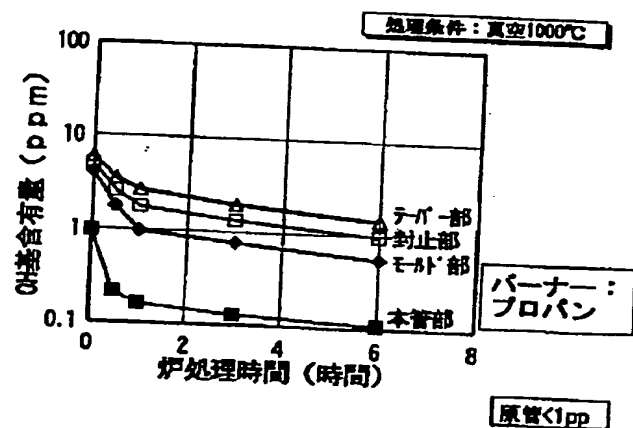 処理条件：真空1000℃
OH基含有量（ppm）
100
10
1
0.1
0
2
4
6
8
炉処理時間（時間）
テーパー部
封止部
モールド部
本管部
バーナー：
プロパン
原管<1pp